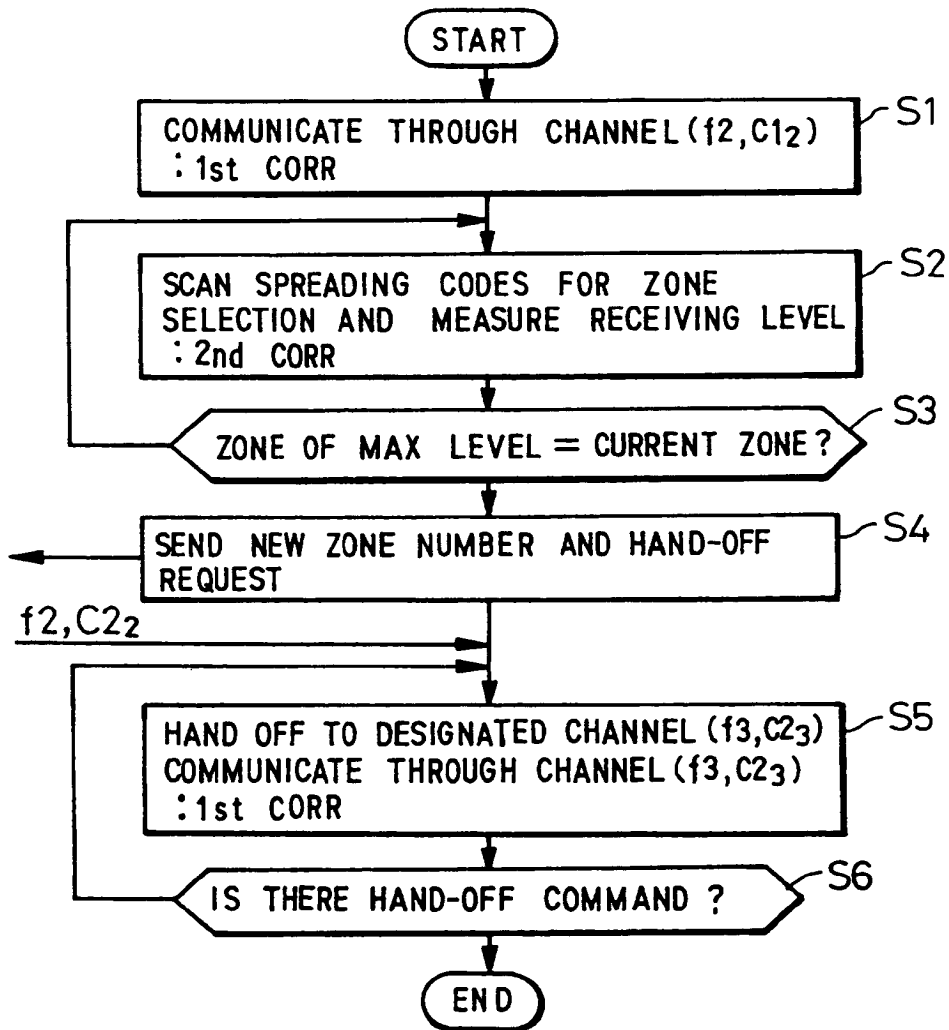 START
S1
COMMUNICATE THROUGH CHANNEL (f2,C1₂)
:1st CORR
S2
SCAN SPREADING CODES FOR ZONE
SELECTION AND MEASURE RECEIVING LEVEL
:2nd CORR
S3
ZONE OF MAX LEVEL = CURRENT ZONE?
S4
SEND NEW ZONE NUMBER AND HAND-OFF
REQUEST
f2,C2₂
S5
HAND OFF TO DESIGNATED CHANNEL (f3,C2₃)
COMMUNICATE THROUGH CHANNEL (f3,C2₃)
:1st CORR
S6
IS THERE HAND-OFF COMMAND ?
END